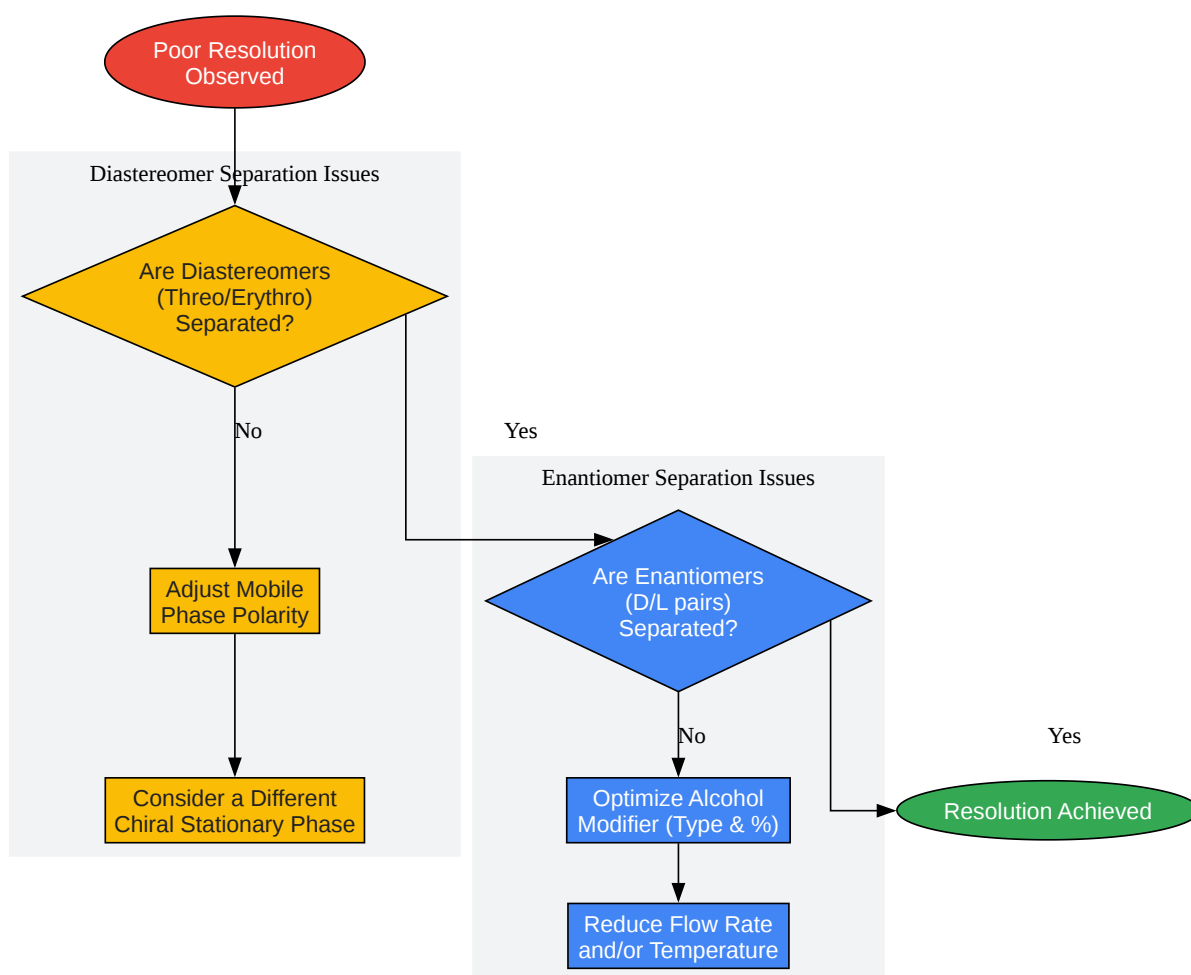 Poor Resolution
Observed
Diastereomer Separation Issues
Are Diastereomers
(Threo/Erythro)
Separated?
No
Yes
Enantiomer Separation Issues
Adjust Mobile
Phase Polarity
Are Enantiomers
(D/L pairs)
Separated?
No
Yes
Consider a Different
Chiral Stationary Phase
Optimize Alcohol
Modifier (Type & %)
Resolution Achieved
Reduce Flow Rate
and/or Temperature